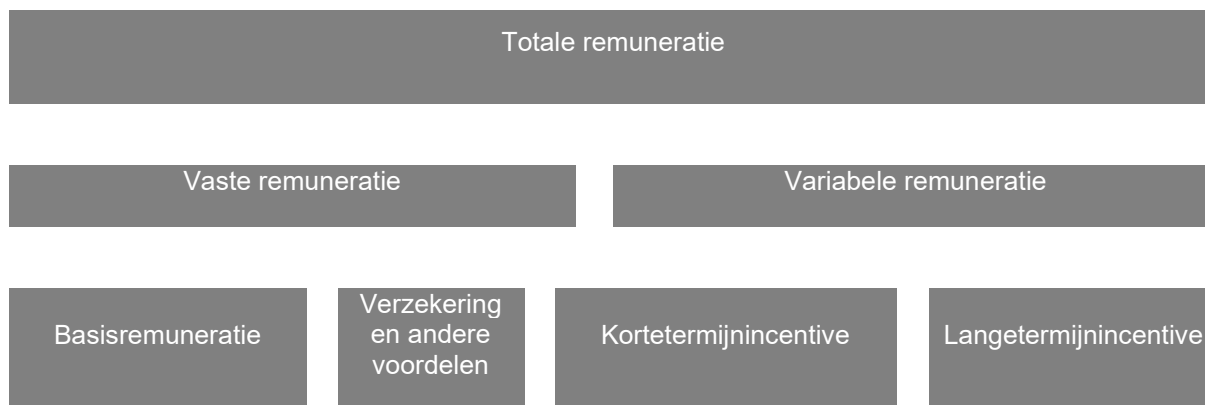 Totale remuneratie
Vaste remuneratie
Variabele remuneratie
Basisremuneratie
Verzekering
en andere
voordelen
Kortetermijnincentive
Langetermijnincentive